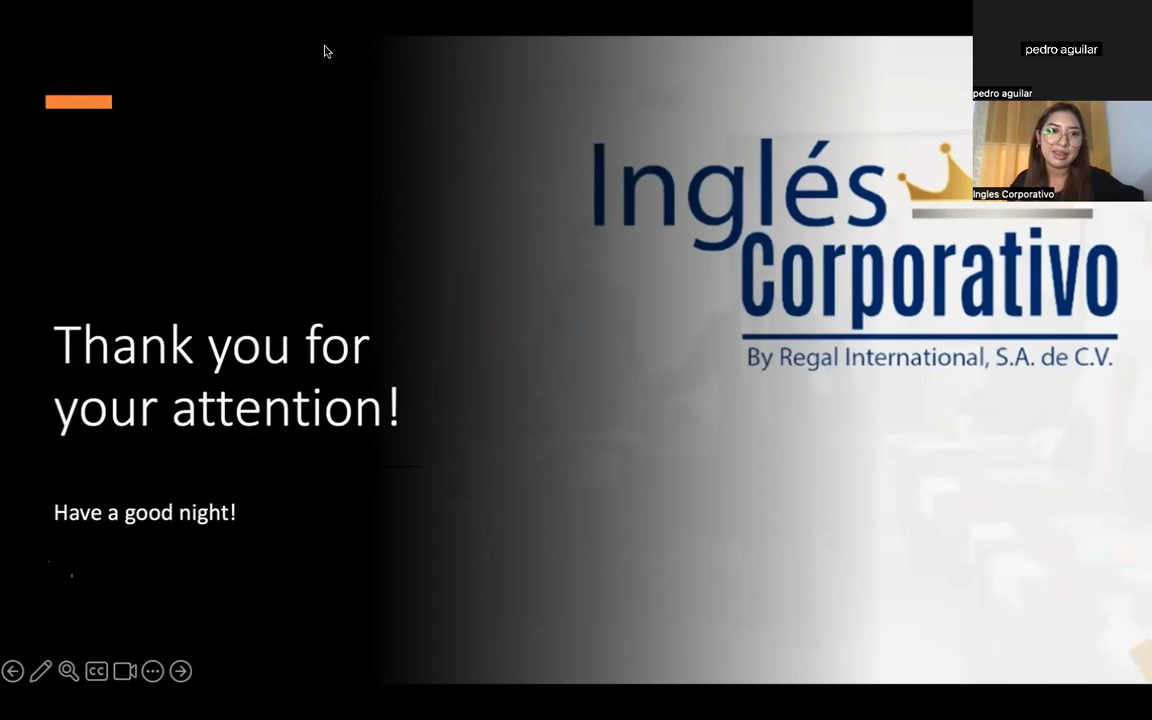 pedro aguilar
pedro aguilar
Ingles Corporativo
Inglés
Corporativo
By Regal International, S.A. de C.V.
Thank you for
your attention!
Have a good night!
CC